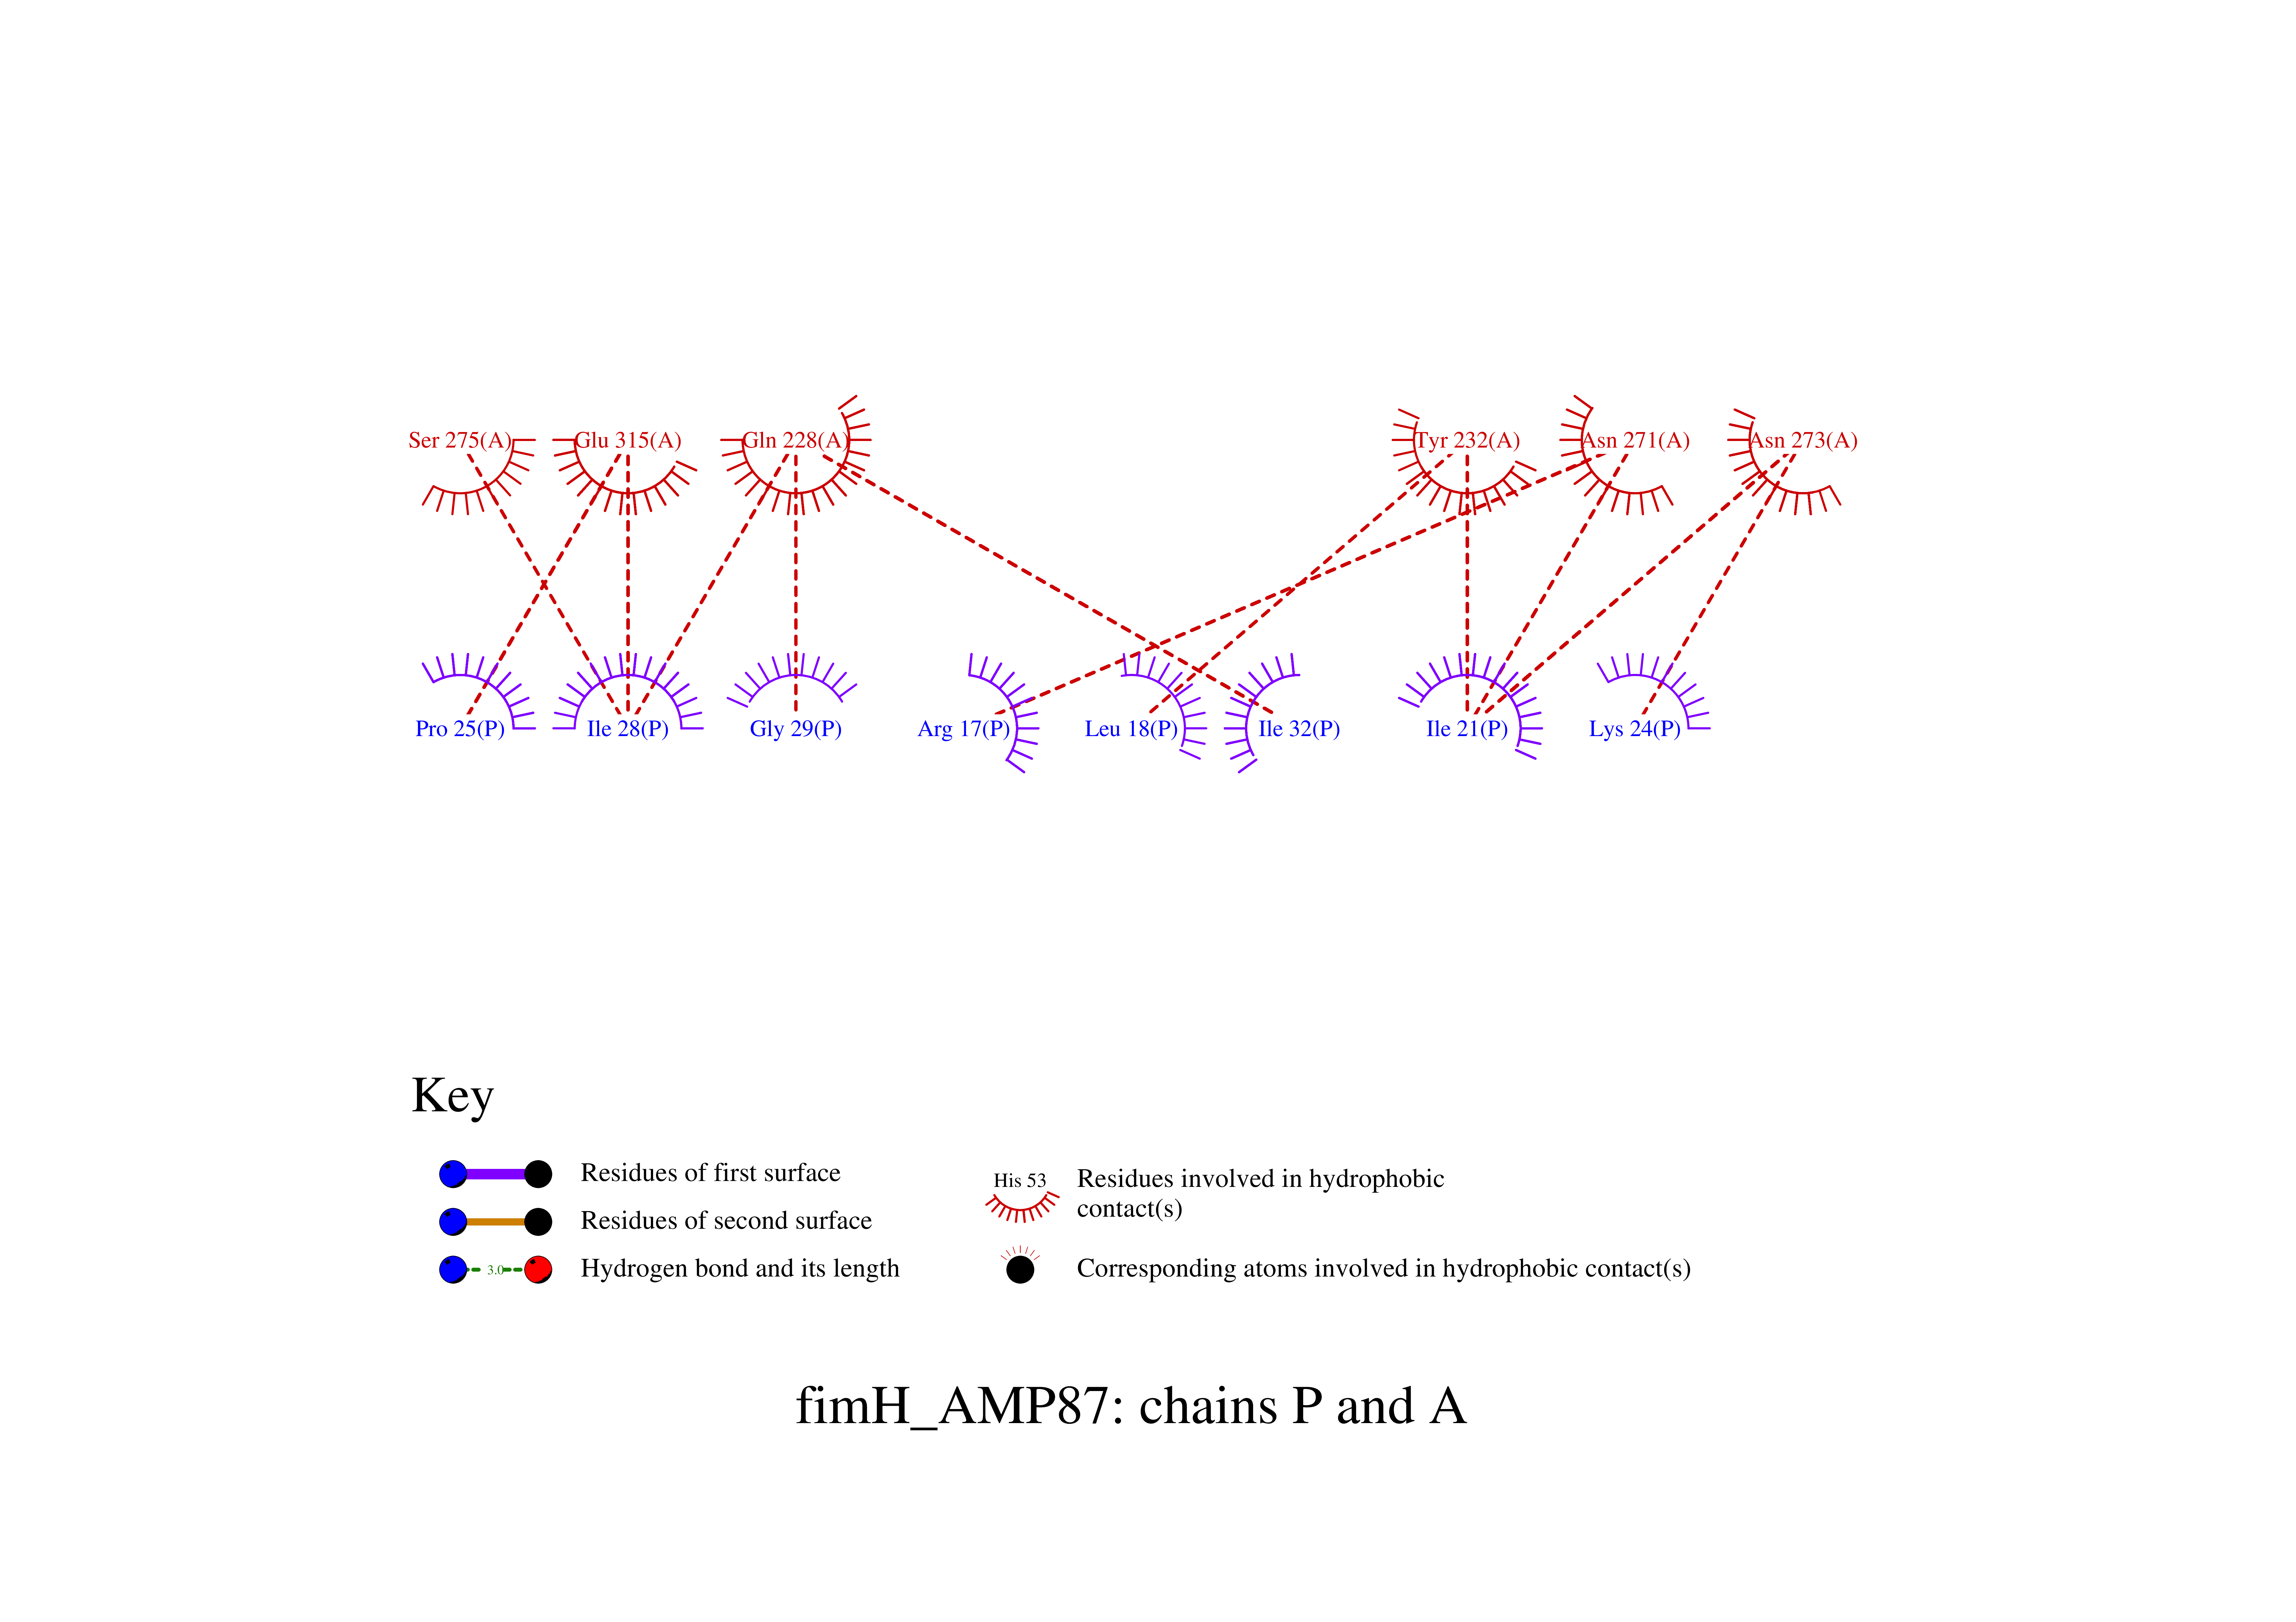 Ser 275(A) Glu 315(A) Gln 228(A) Tyr 232(A) Asn 271(A) Asn 273(A)
Pro 25(P) Ile 28(P) Gly 29(P) Arg 17(P) Leu 18(P) Ile 32(P) Ile 21(P) Lys 24(P)
Key
Residues of first surface
Residues of second surface
3.0 Hydrogen bond and its length
His 53 Residues involved in hydrophobic
contact(s)
Corresponding atoms involved in hydrophobic contact(s)
fimH_AMP87: chains P and A